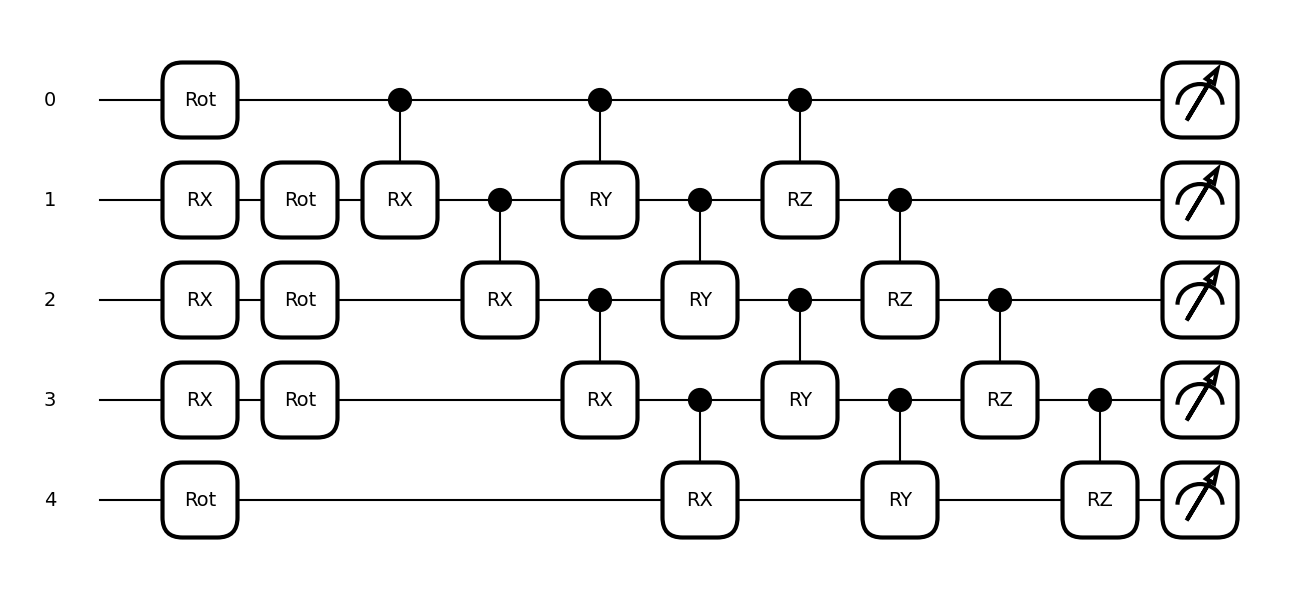 0 Rot
1 RX Rot RX RY RZ
2 RX Rot RX RY RZ
3 RX Rot RX RY RZ
4 Rot RX RY RZ